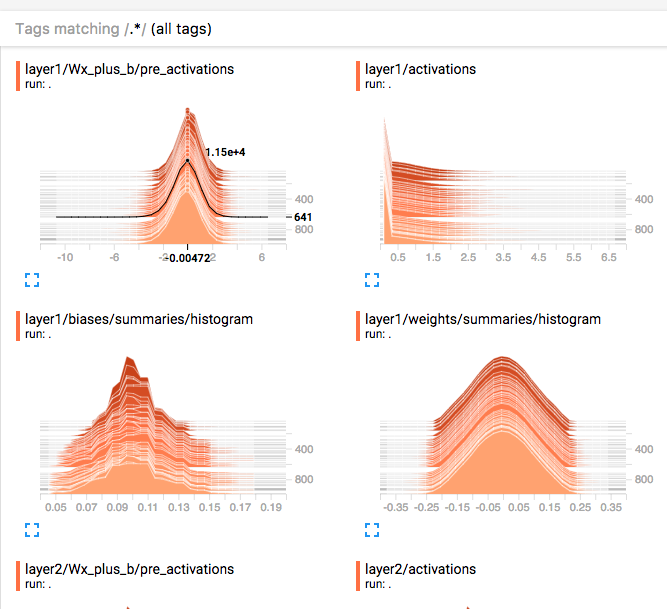 Tags matching /.*/ (all tags)
layer1/Wx_plus_b/pre_activations
run: .
1.15e+4
400
641
800
-10 -6 2 6
-0.00472
layer1/activations
run: .
400
800
0.5 1.5 2.5 3.5 4.5 5.5 6.5
layer1/biases/summaries/histogram
run: .
400
800
0.05 0.07 0.09 0.11 0.13 0.15 0.17 0.19
layer1/weights/summaries/histogram
run: .
400
800
-0.35 -0.25 -0.15 -0.05 0.05 0.15 0.25 0.35
layer2/Wx_plus_b/pre_activations
run: .
layer2/activations
run: .